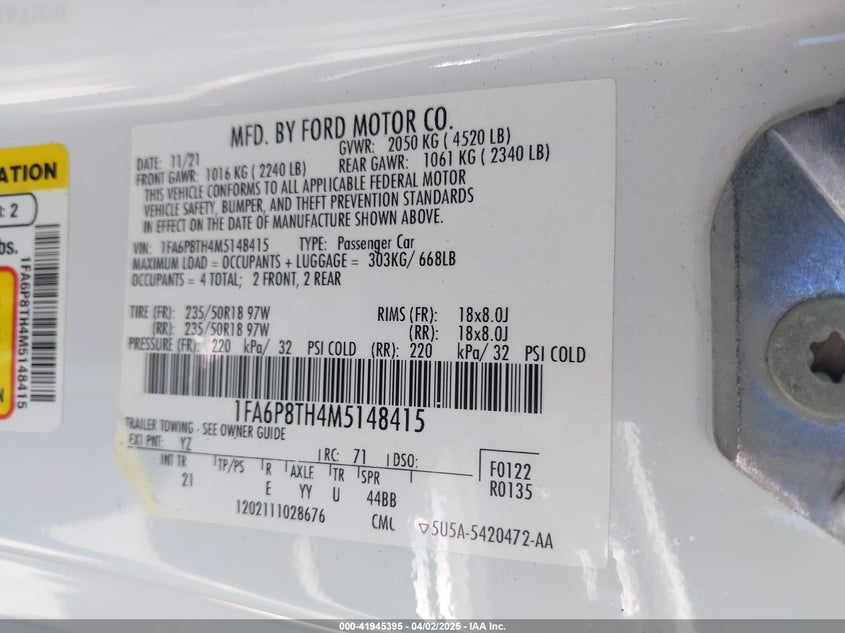 ATION
R: 2
bs.
1FA6P8TH4M5148415
MFD. BY FORD MOTOR CO.
DATE: 11/21 GVWR: 2050 KG ( 4520 LB)
FRONT GAWR: 1016 KG ( 2240 LB) REAR GAWR: 1061 KG ( 2340 LB)
THIS VEHICLE CONFORMS TO ALL APPLICABLE FEDERAL MOTOR
VEHICLE SAFETY, BUMPER, AND THEFT PREVENTION STANDARDS
IN EFFECT ON THE DATE OF MANUFACTURE SHOWN ABOVE.
VIN: 1FA6P8TH4M5148415 TYPE: Passenger Car
MAXIMUM LOAD = OCCUPANTS + LUGGAGE = 303KG/ 668LB
OCCUPANTS = 4 TOTAL; 2 FRONT, 2 REAR
TIRE (FR): 235/50R18 97W RIMS (FR): 18x8.0J
(RR): 235/50R18 97W (RR): 18x8.0J
PRESSURE (FR): 220 kPa/ 32 PSI COLD (RR): 220 kPa/ 32 PSI COLD
1FA6P8TH4M5148415
TRAILER TOWING - SEE OWNER GUIDE
EXT PNT: YZ RC: 71 DSO:
INT TR TP/PS R AXLE TR SPR
21 E YY U 44BB
F0122
R0135
1202111028676 CMC ▽5U5A-5420472-AA
000-41945395 - 04/02/2025 - IAA Inc.